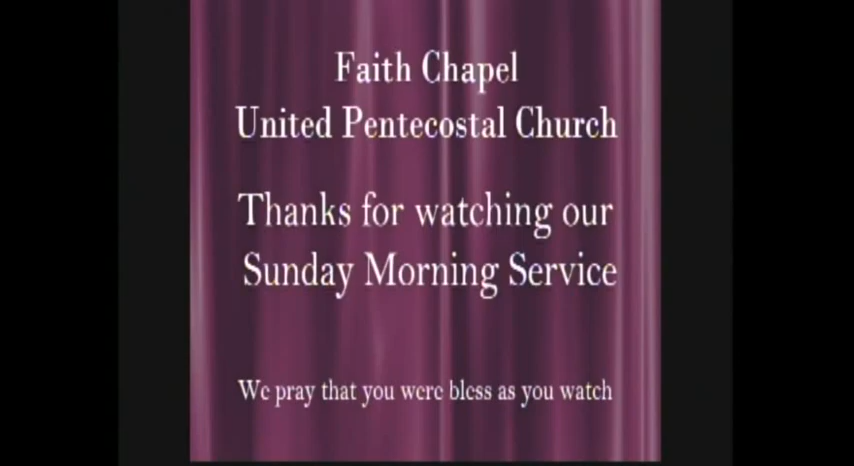 Faith Chapel
United Pentecostal Church
Thanks for watching our
Sunday Morning Service
We pray that you were bless as you watch